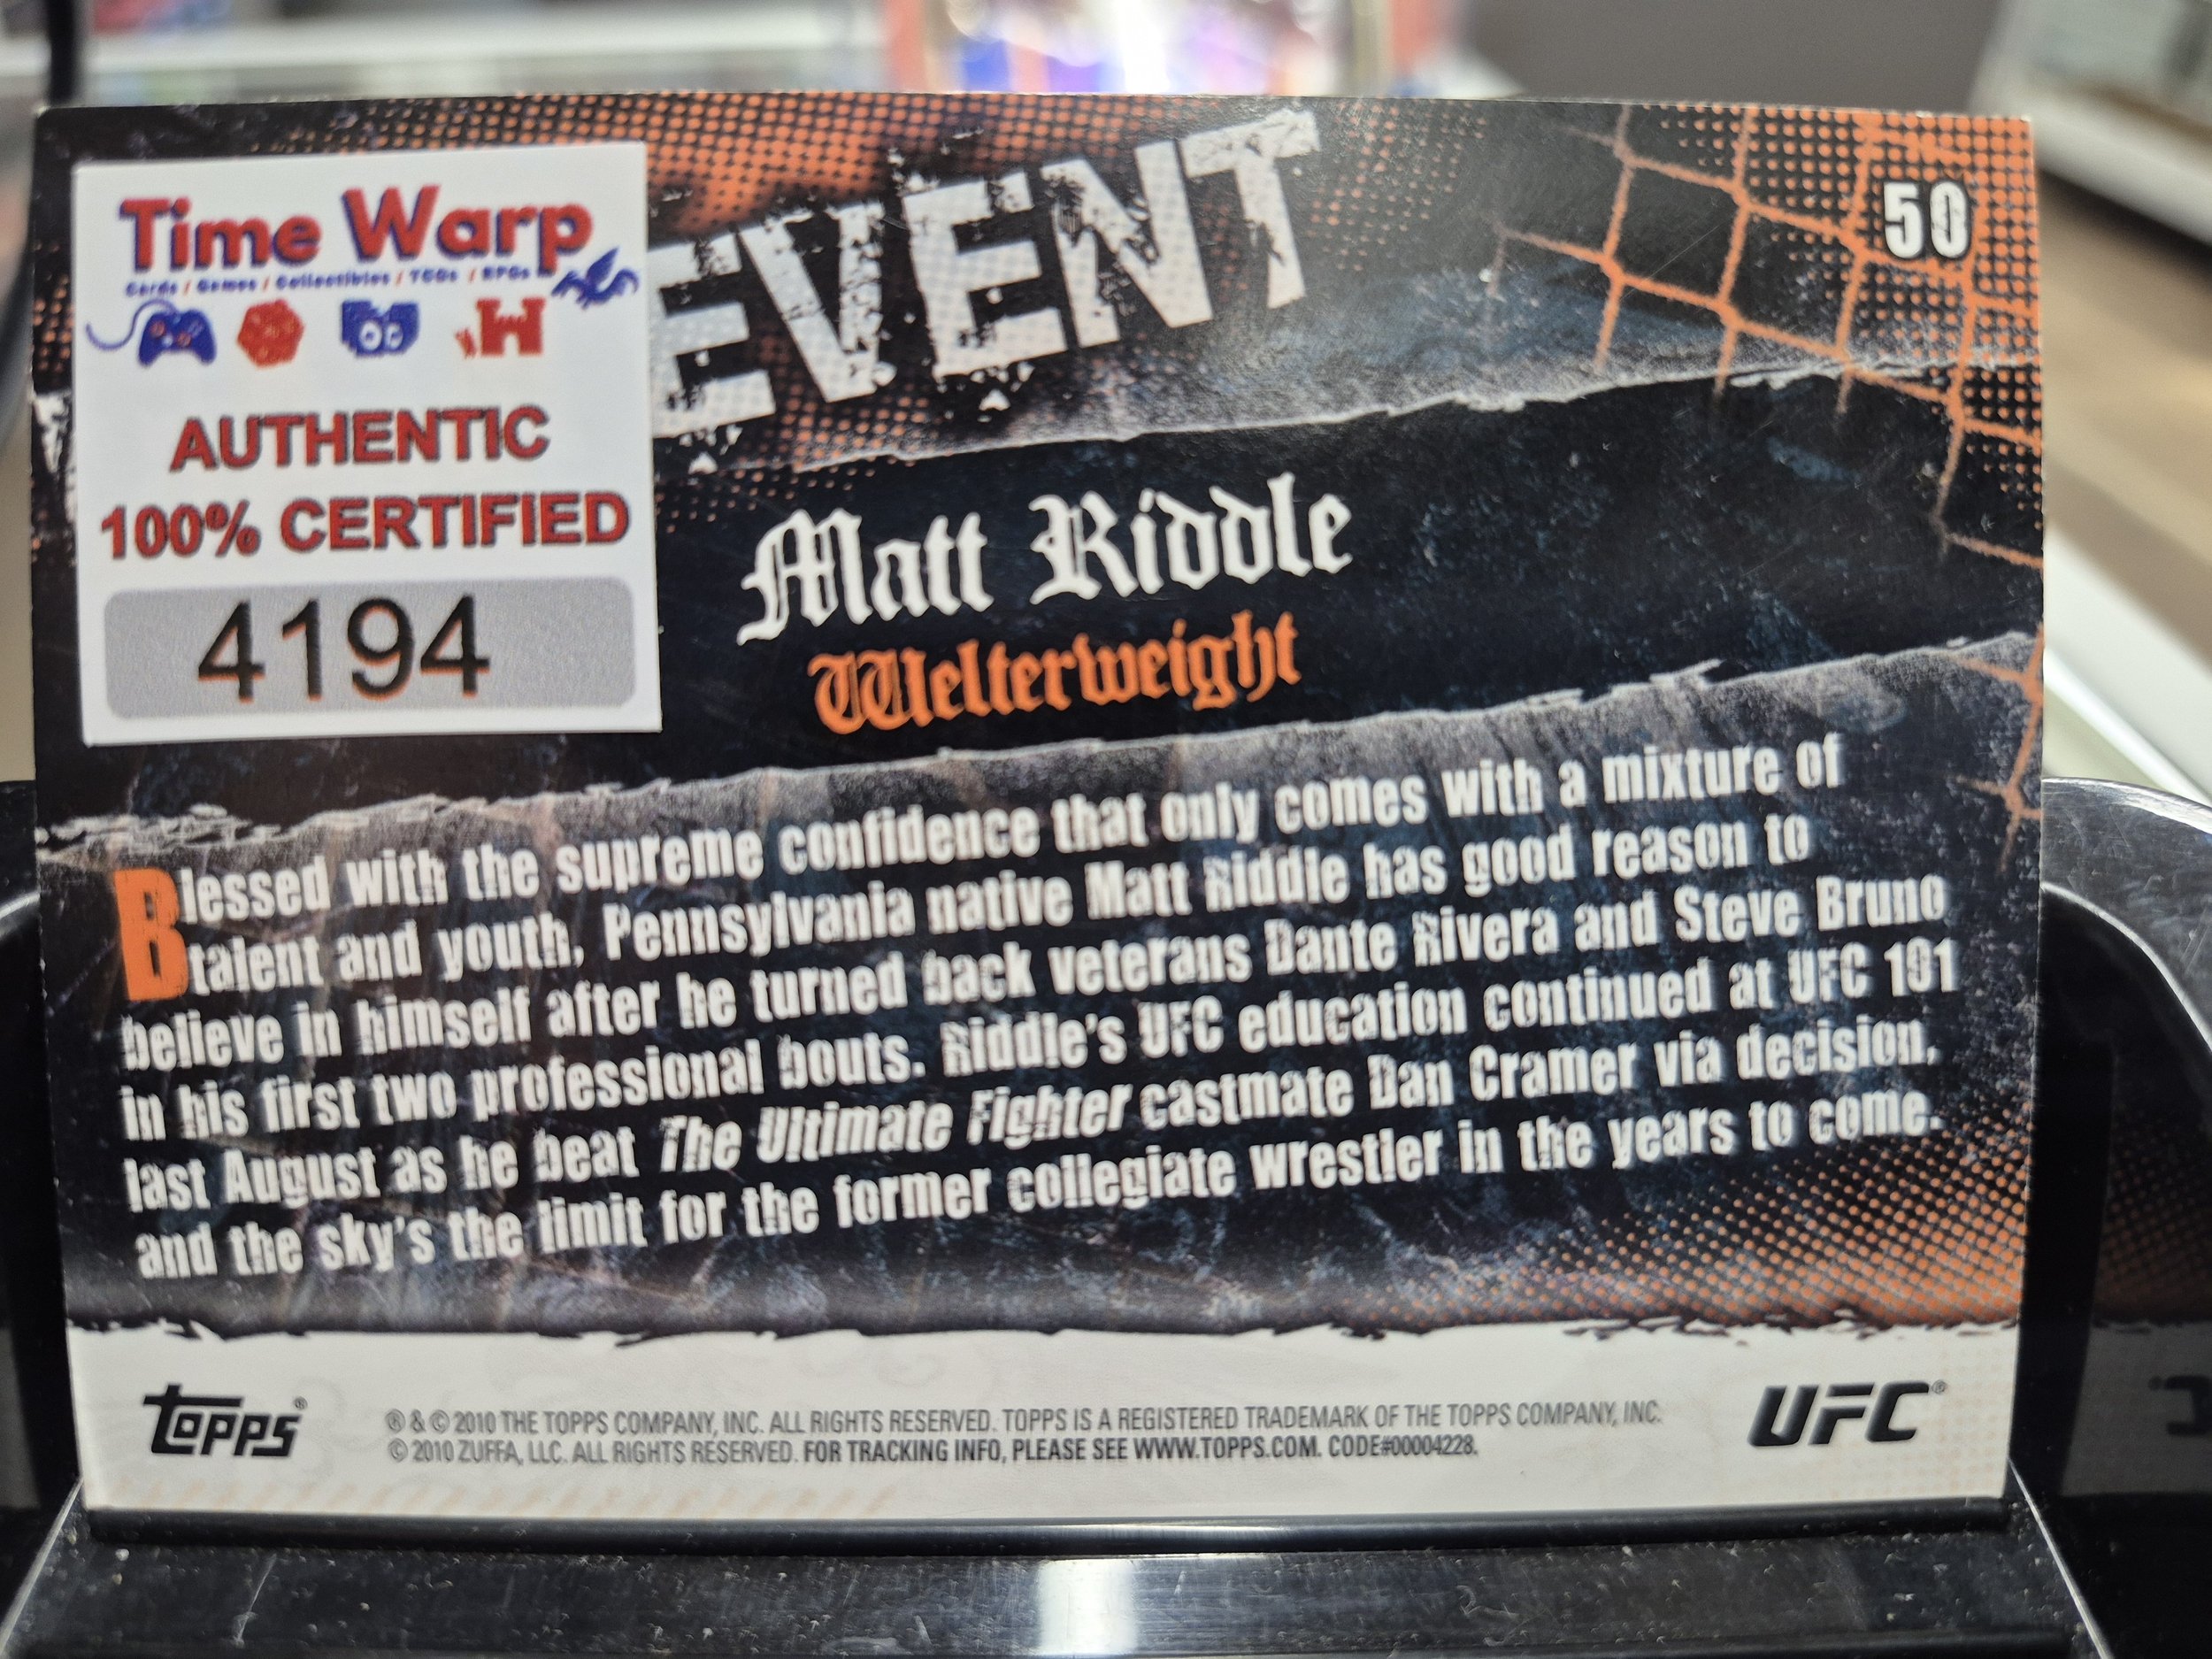 Time Warp
Cards / Games / Collectibles / TCGs / RPGs
AUTHENTIC
100% CERTIFIED
4194
EVENT
50
Matt Riddle
Welterweight
Blessed with the supreme confidence that only comes with a mixture of
talent and youth, Pennsylvania native Matt Riddle has good reason to
believe in himself after he turned back veterans Dante Rivera and Steve Bruno
in his first two professional bouts. Riddle's UFC education continued at UFC 101
last August as he beat The Ultimate Fighter castmate Dan Cramer via decision,
and the sky's the limit for the former collegiate wrestler in the years to come.
topps®
® & © 2010 THE TOPPS COMPANY, INC. ALL RIGHTS RESERVED. TOPPS IS A REGISTERED TRADEMARK OF THE TOPPS COMPANY, INC.
© 2010 ZUFFA, LLC. ALL RIGHTS RESERVED. FOR TRACKING INFO, PLEASE SEE WWW.TOPPS.COM. CODE#00004228.
UFC®